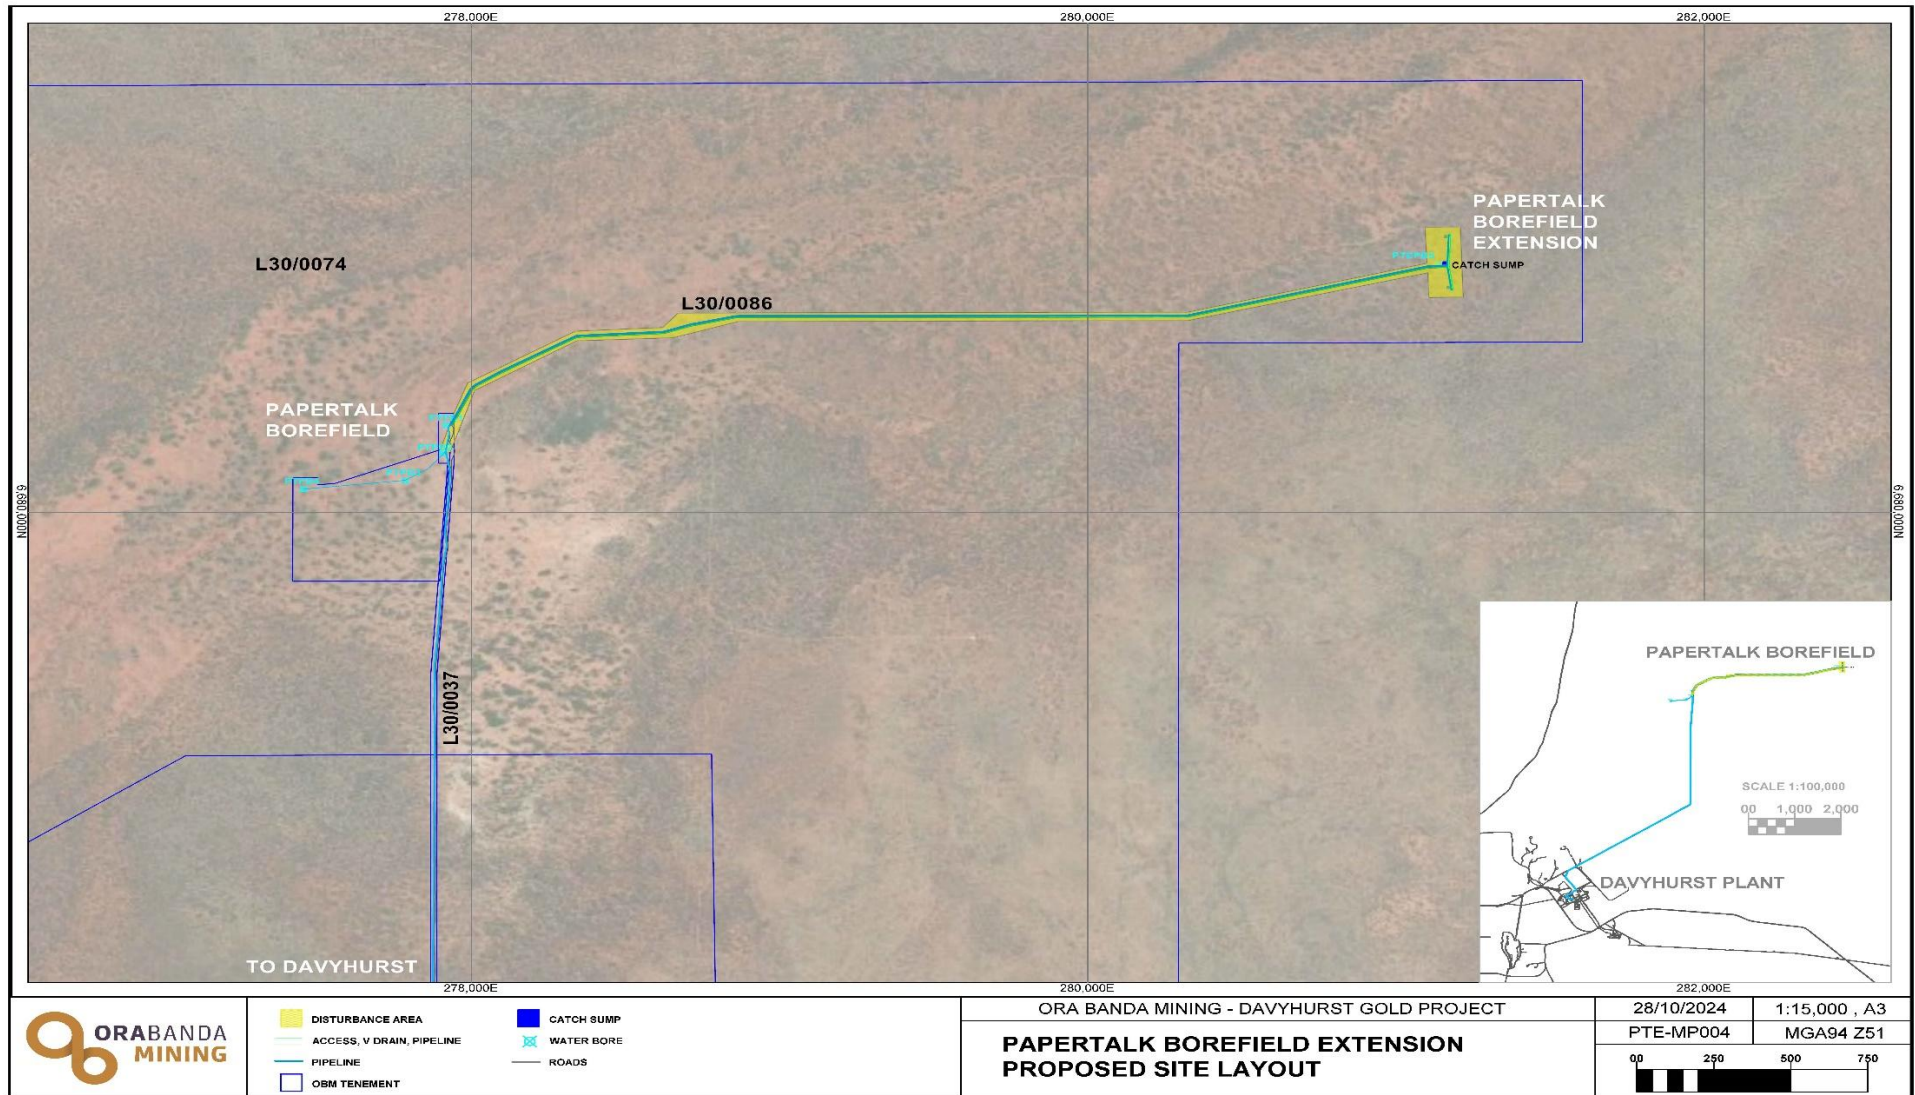 278,000E
280,000E
282,000E
PAPERTALK
BOREFIELD
EXTENSION
CATCH SUMP
L30/0074
L30/0086
PAPERTALK
BOREFIELD
6,680,000N
6,680,000N
L30/0037
TO DAVYHURST
PAPERTALK BOREFIELD
SCALE 1:100,000
00 1,000 2,000
DAVYHURST PLANT
278,000E
280,000E
282,000E
ORABANDA
MINING
DISTURBANCE AREA
ACCESS, V DRAIN, PIPELINE
PIPELINE
OBM TENEMENT
CATCH SUMP
WATER BORE
ROADS
ORA BANDA MINING - DAVYHURST GOLD PROJECT
PAPERTALK BOREFIELD EXTENSION
PROPOSED SITE LAYOUT
28/10/2024
1:15,000 , A3
PTE-MP004
MGA94 Z51
00 250 500 750